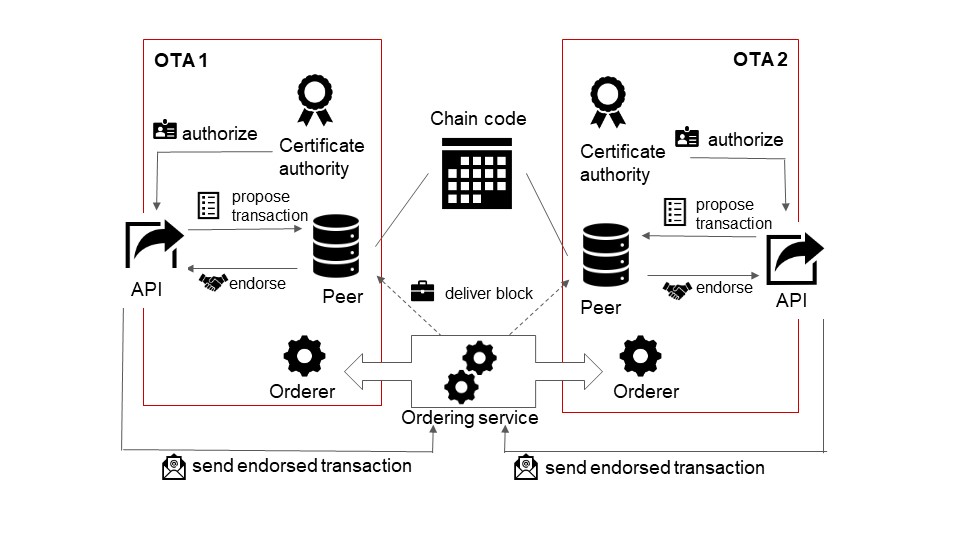 OTA 1
OTA 2
Chain code
authorize
Certificate
authority
Certificate
authority
authorize
propose
transaction
propose
transaction
endorse
endorse
API
Peer
deliver block
Peer
API
Orderer
Orderer
Ordering service
send endorsed transaction
send endorsed transaction